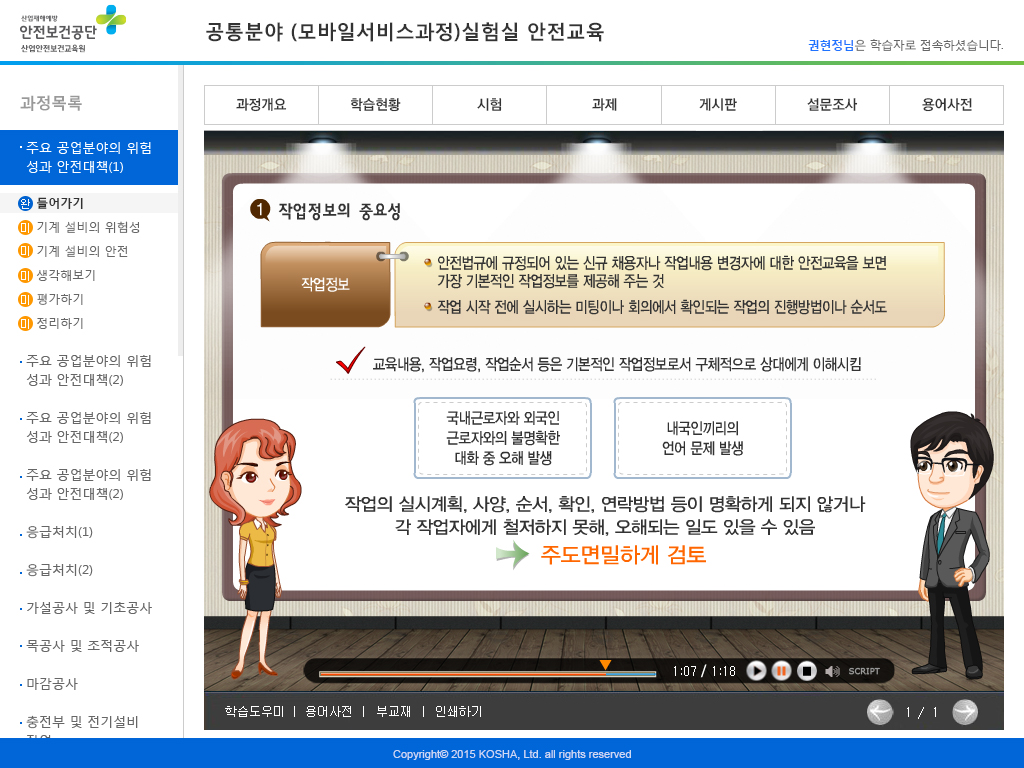 산업재해예방
안전보건공단
산업안전보건교육원
공통분야 (모바일서비스과정)실험실 안전교육
권현정님은 학습자로 접속하셨습니다.
과정목록
주요 공업분야의 위험
성과 안전대책(1)
완 들어가기
미 기계 설비의 위험성
미 기계 설비의 안전
미 생각해보기
미 평가하기
미 정리하기
주요 공업분야의 위험
성과 안전대책(2)
주요 공업분야의 위험
성과 안전대책(2)
주요 공업분야의 위험
성과 안전대책(2)
응급처치(1)
응급처치(2)
가설공사 및 기초공사
목공사 및 조적공사
마감공사
충전부 및 전기설비
과정개요 학습현황 시험 과제 게시판 설문조사 용어사전
1 작업정보의 중요성
작업정보
안전법규에 규정되어 있는 신규 채용자나 작업내용 변경자에 대한 안전교육을 보면
가장 기본적인 작업정보를 제공해 주는 것
작업 시작 전에 실시하는 미팅이나 회의에서 확인되는 작업의 진행방법이나 순서도
교육내용, 작업요령, 작업순서 등은 기본적인 작업정보로서 구체적으로 상대에게 이해시킴
국내근로자와 외국인
근로자와의 불명확한
대화 중 오해 발생
내국인끼리의
언어 문제 발생
작업의 실시계획, 사양, 순서, 확인, 연락방법 등이 명확하게 되지 않거나
각 작업자에게 철저하지 못해, 오해되는 일도 있을 수 있음
주도면밀하게 검토
1:07 / 1:18 SCRIPT
학습도우미 | 용어사전 | 부교재 | 인쇄하기
1 / 1
Copyright© 2015 KOSHA, Ltd. all rights reserved